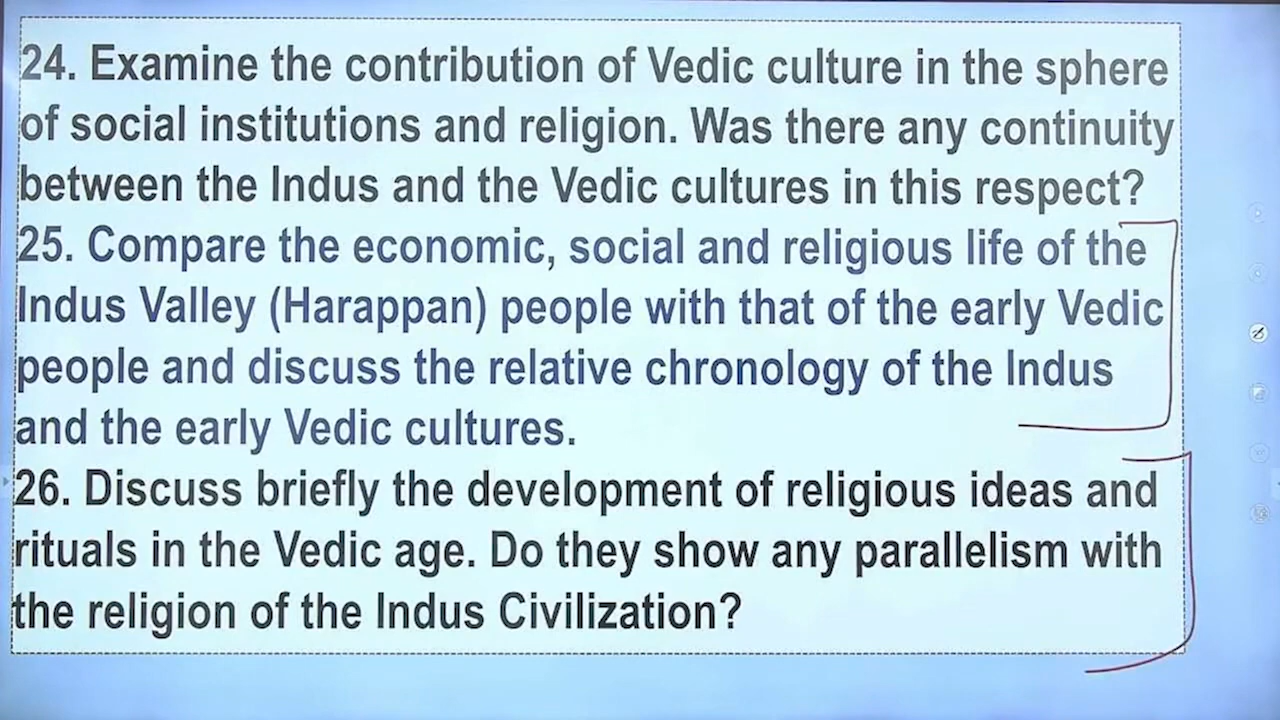 24. Examine the contribution of Vedic culture in the sphere
of social institutions and religion. Was there any continuity
between the Indus and the Vedic cultures in this respect?
25. Compare the economic, social and religious life of the
Indus Valley (Harappan) people with that of the early Vedic
people and discuss the relative chronology of the Indus
and the early Vedic cultures.
26. Discuss briefly the development of religious ideas and
rituals in the Vedic age. Do they show any parallelism with
the religion of the Indus Civilization?